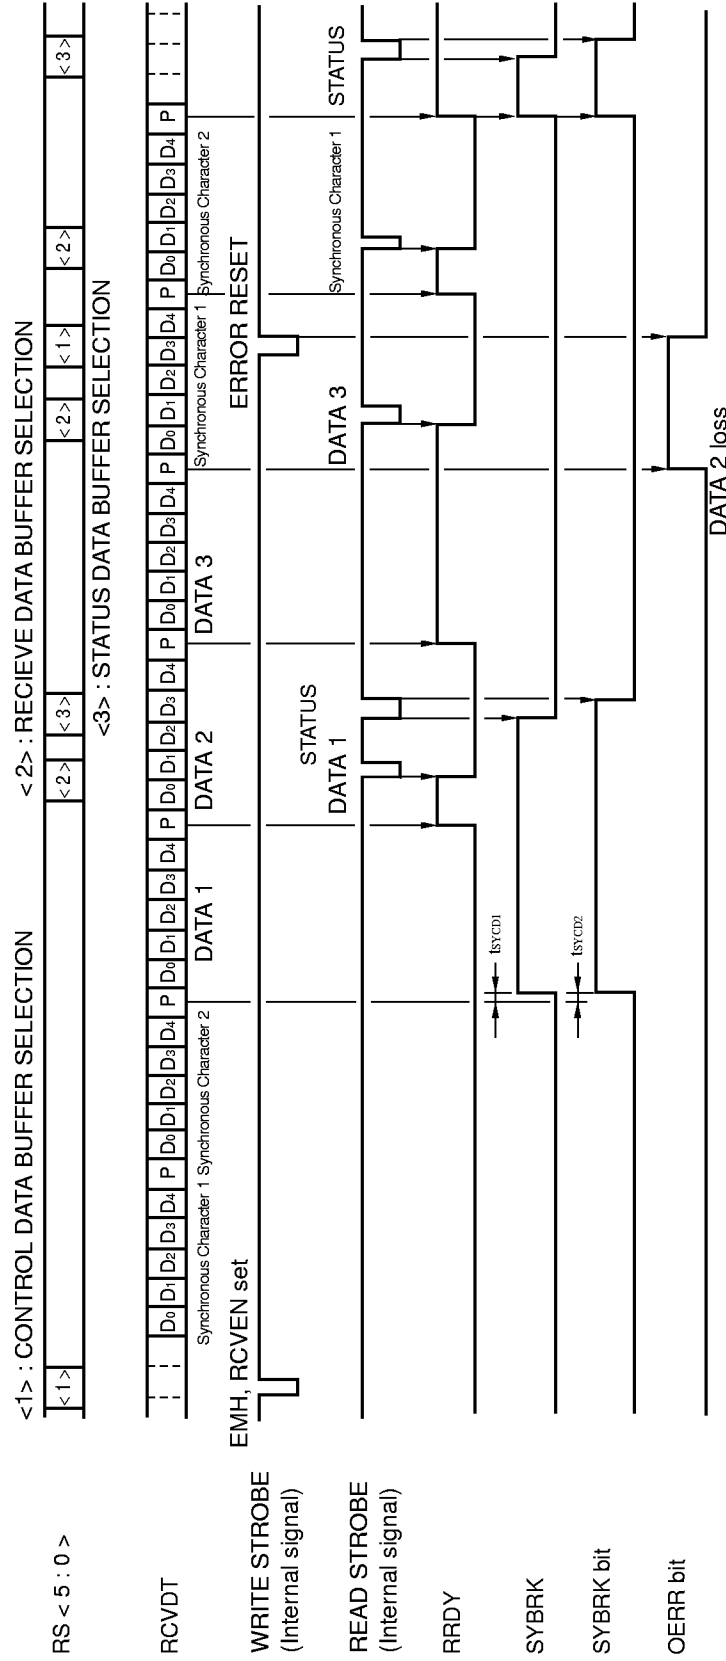 <1> : CONTROL DATA BUFFER SELECTION
<2> : RECIEVE DATA BUFFER SELECTION
<3> : STATUS DATA BUFFER SELECTION
RS < 5 : 0 >
<1> <2> <3> <2> <1> <2> <3>
RCVDT
D0 D1 D2 D3 D4 P D0 D1 D2 D3 D4 P D0 D1 D2 D3 D4 P D0 D1 D2 D3 D4 P D0 D1 D2 D3 D4 P D0 D1 D2 D3 D4 P D0 D1 D2 D3 D4 P
Synchronous Character 1 Synchronous Character 2 DATA 1 DATA 2 DATA 3 Synchronous Character 1 Synchronous Character 2
EMH, RCVEN set
ERROR RESET
WRITE STROBE
(Internal signal)
STATUS
DATA 1
DATA 3
Synchronous Character 1
STATUS
READ STROBE
(Internal signal)
RRDY
tSYCD1
SYBRK
tSYCD2
SYBRK bit
OERR bit
DATA 2 loss